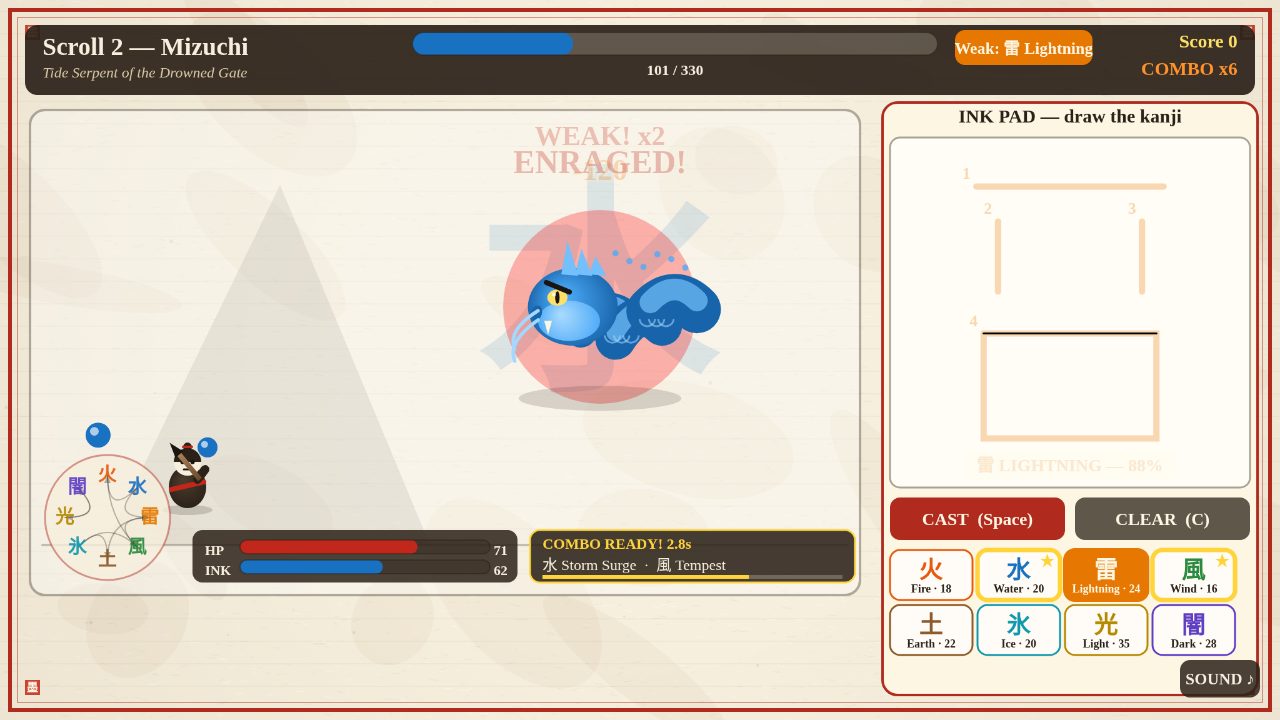 Scroll 2 — Mizuchi
Tide Serpent of the Drowned Gate
101 / 330
Weak: 雷 Lightning
Score 0
COMBO x6
WEAK! x2
ENRAGED!
120
水
火
水
雷
風
土
氷
光
闇
HP
71
INK
62
COMBO READY! 2.8s
水 Storm Surge · 風 Tempest
INK PAD — draw the kanji
1
2
3
4
雷 LIGHTNING — 88%
CAST (Space)
CLEAR (C)
火
Fire · 18
水 ★
Water · 20
雷
Lightning · 24
風 ★
Wind · 16
土
Earth · 22
氷
Ice · 20
光
Light · 35
闇
Dark · 28
SOUND ♪
墨